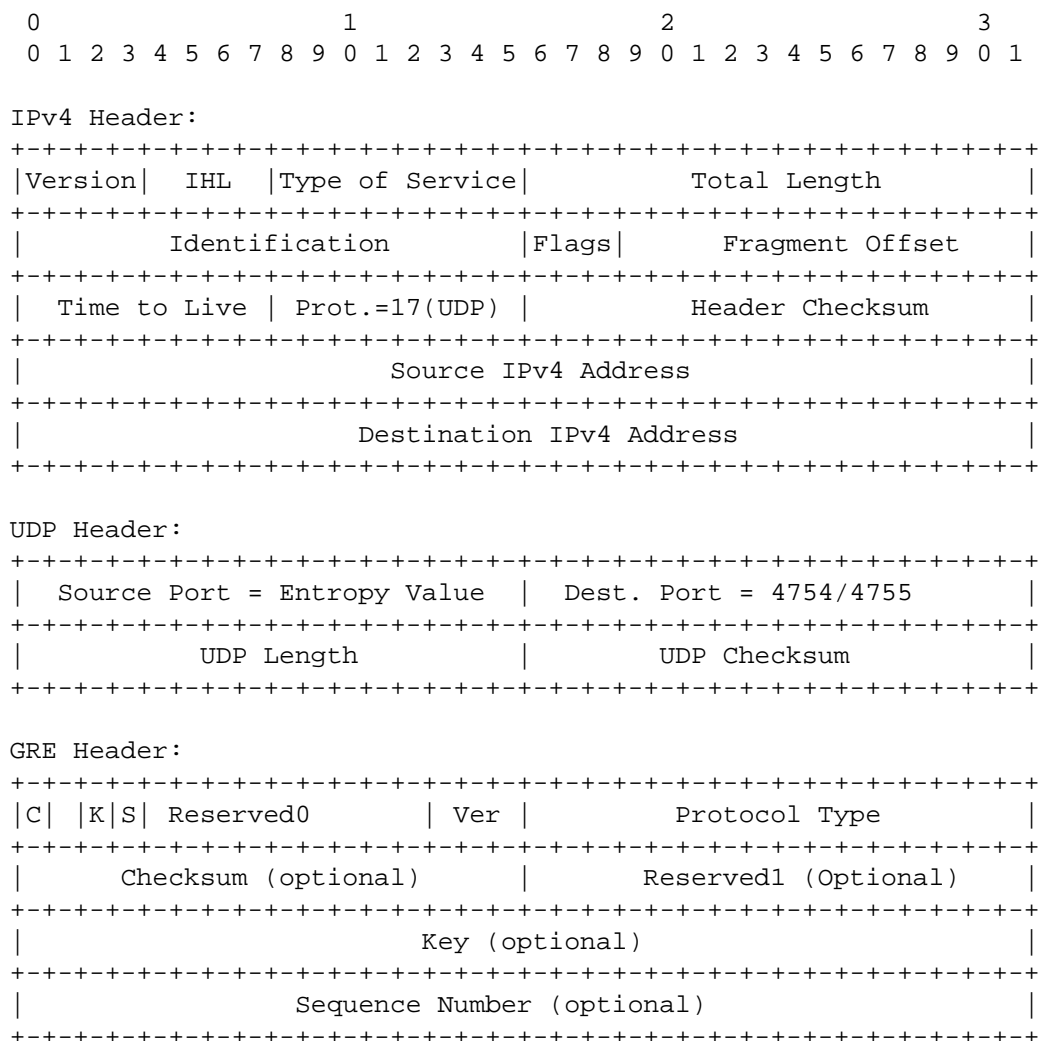 0                   1                   2                   3
 0 1 2 3 4 5 6 7 8 9 0 1 2 3 4 5 6 7 8 9 0 1 2 3 4 5 6 7 8 9 0 1
IPv4 Header:
+-+-+-+-+-+-+-+-+-+-+-+-+-+-+-+-+-+-+-+-+-+-+-+-+-+-+-+-+-+-+-+-+
|Version|  IHL  |Type of Service|          Total Length         |
+-+-+-+-+-+-+-+-+-+-+-+-+-+-+-+-+-+-+-+-+-+-+-+-+-+-+-+-+-+-+-+-+
|         Identification        |Flags|      Fragment Offset    |
+-+-+-+-+-+-+-+-+-+-+-+-+-+-+-+-+-+-+-+-+-+-+-+-+-+-+-+-+-+-+-+-+
|  Time to Live | Prot.=17(UDP) |          Header Checksum      |
+-+-+-+-+-+-+-+-+-+-+-+-+-+-+-+-+-+-+-+-+-+-+-+-+-+-+-+-+-+-+-+-+
|                       Source IPv4 Address                     |
+-+-+-+-+-+-+-+-+-+-+-+-+-+-+-+-+-+-+-+-+-+-+-+-+-+-+-+-+-+-+-+-+
|                     Destination IPv4 Address                  |
+-+-+-+-+-+-+-+-+-+-+-+-+-+-+-+-+-+-+-+-+-+-+-+-+-+-+-+-+-+-+-+-+
UDP Header:
+-+-+-+-+-+-+-+-+-+-+-+-+-+-+-+-+-+-+-+-+-+-+-+-+-+-+-+-+-+-+-+-+
|  Source Port = Entropy Value  |  Dest. Port = 4754/4755       |
+-+-+-+-+-+-+-+-+-+-+-+-+-+-+-+-+-+-+-+-+-+-+-+-+-+-+-+-+-+-+-+-+
|           UDP Length          |        UDP Checksum           |
+-+-+-+-+-+-+-+-+-+-+-+-+-+-+-+-+-+-+-+-+-+-+-+-+-+-+-+-+-+-+-+-+
GRE Header:
+-+-+-+-+-+-+-+-+-+-+-+-+-+-+-+-+-+-+-+-+-+-+-+-+-+-+-+-+-+-+-+-+
|C| |K|S| Reserved0       | Ver |         Protocol Type         |
+-+-+-+-+-+-+-+-+-+-+-+-+-+-+-+-+-+-+-+-+-+-+-+-+-+-+-+-+-+-+-+-+
|      Checksum (optional)      |       Reserved1 (Optional)    |
+-+-+-+-+-+-+-+-+-+-+-+-+-+-+-+-+-+-+-+-+-+-+-+-+-+-+-+-+-+-+-+-+
|                         Key (optional)                        |
+-+-+-+-+-+-+-+-+-+-+-+-+-+-+-+-+-+-+-+-+-+-+-+-+-+-+-+-+-+-+-+-+
|                 Sequence Number (optional)                    |
+-+-+-+-+-+-+-+-+-+-+-+-+-+-+-+-+-+-+-+-+-+-+-+-+-+-+-+-+-+-+-+-+